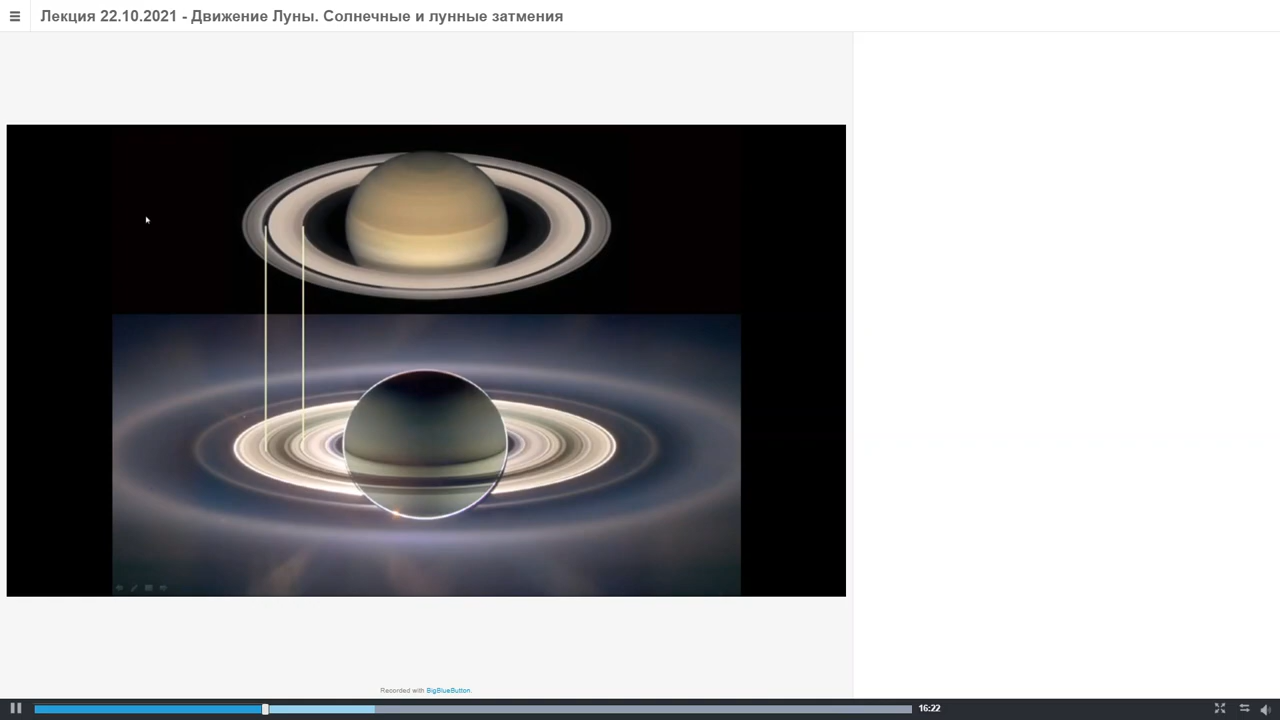 Лекция 22.10.2021 - Движение Луны. Солнечные и лунные затмения
Recorded with BigBlueButton.
16:22